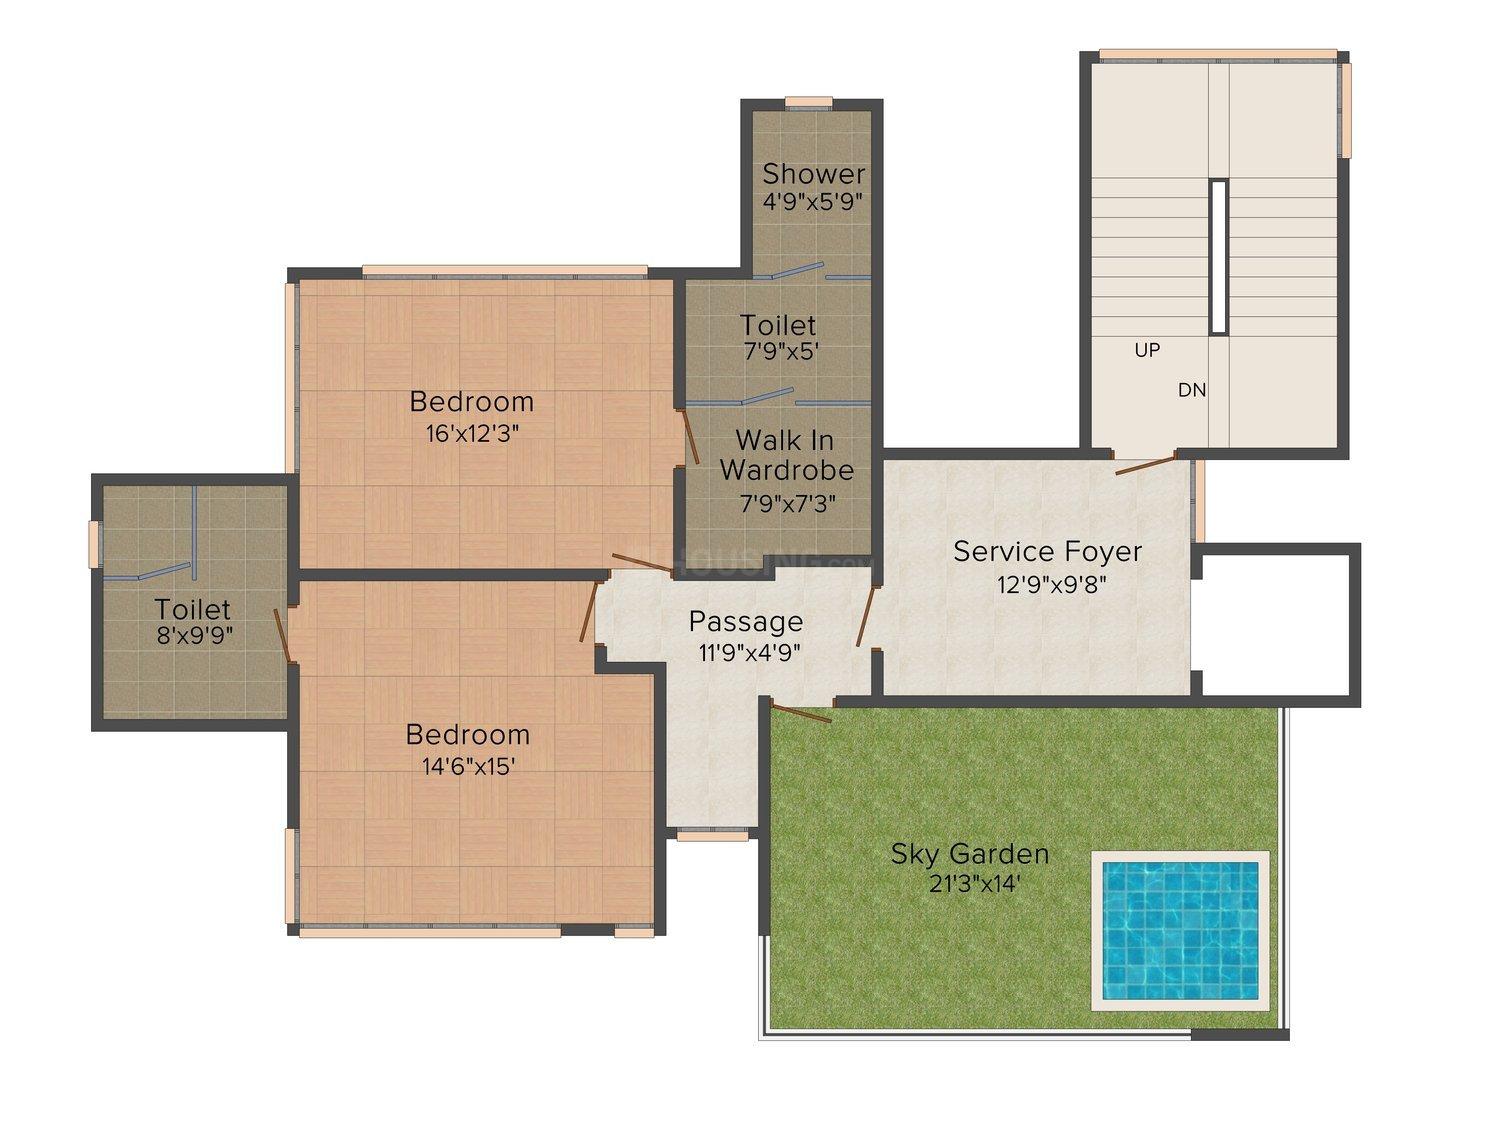 Shower
4'9"x5'9"
Toilet
7'9"x5'
UP
DN
Bedroom
16'x12'3"
Walk In
Wardrobe
7'9"x7'3"
Service Foyer
12'9"x9'8"
HOUSING.com
Toilet
8'x9'9"
Passage
11'9"x4'9"
Bedroom
14'6"x15'
Sky Garden
21'3"x14'